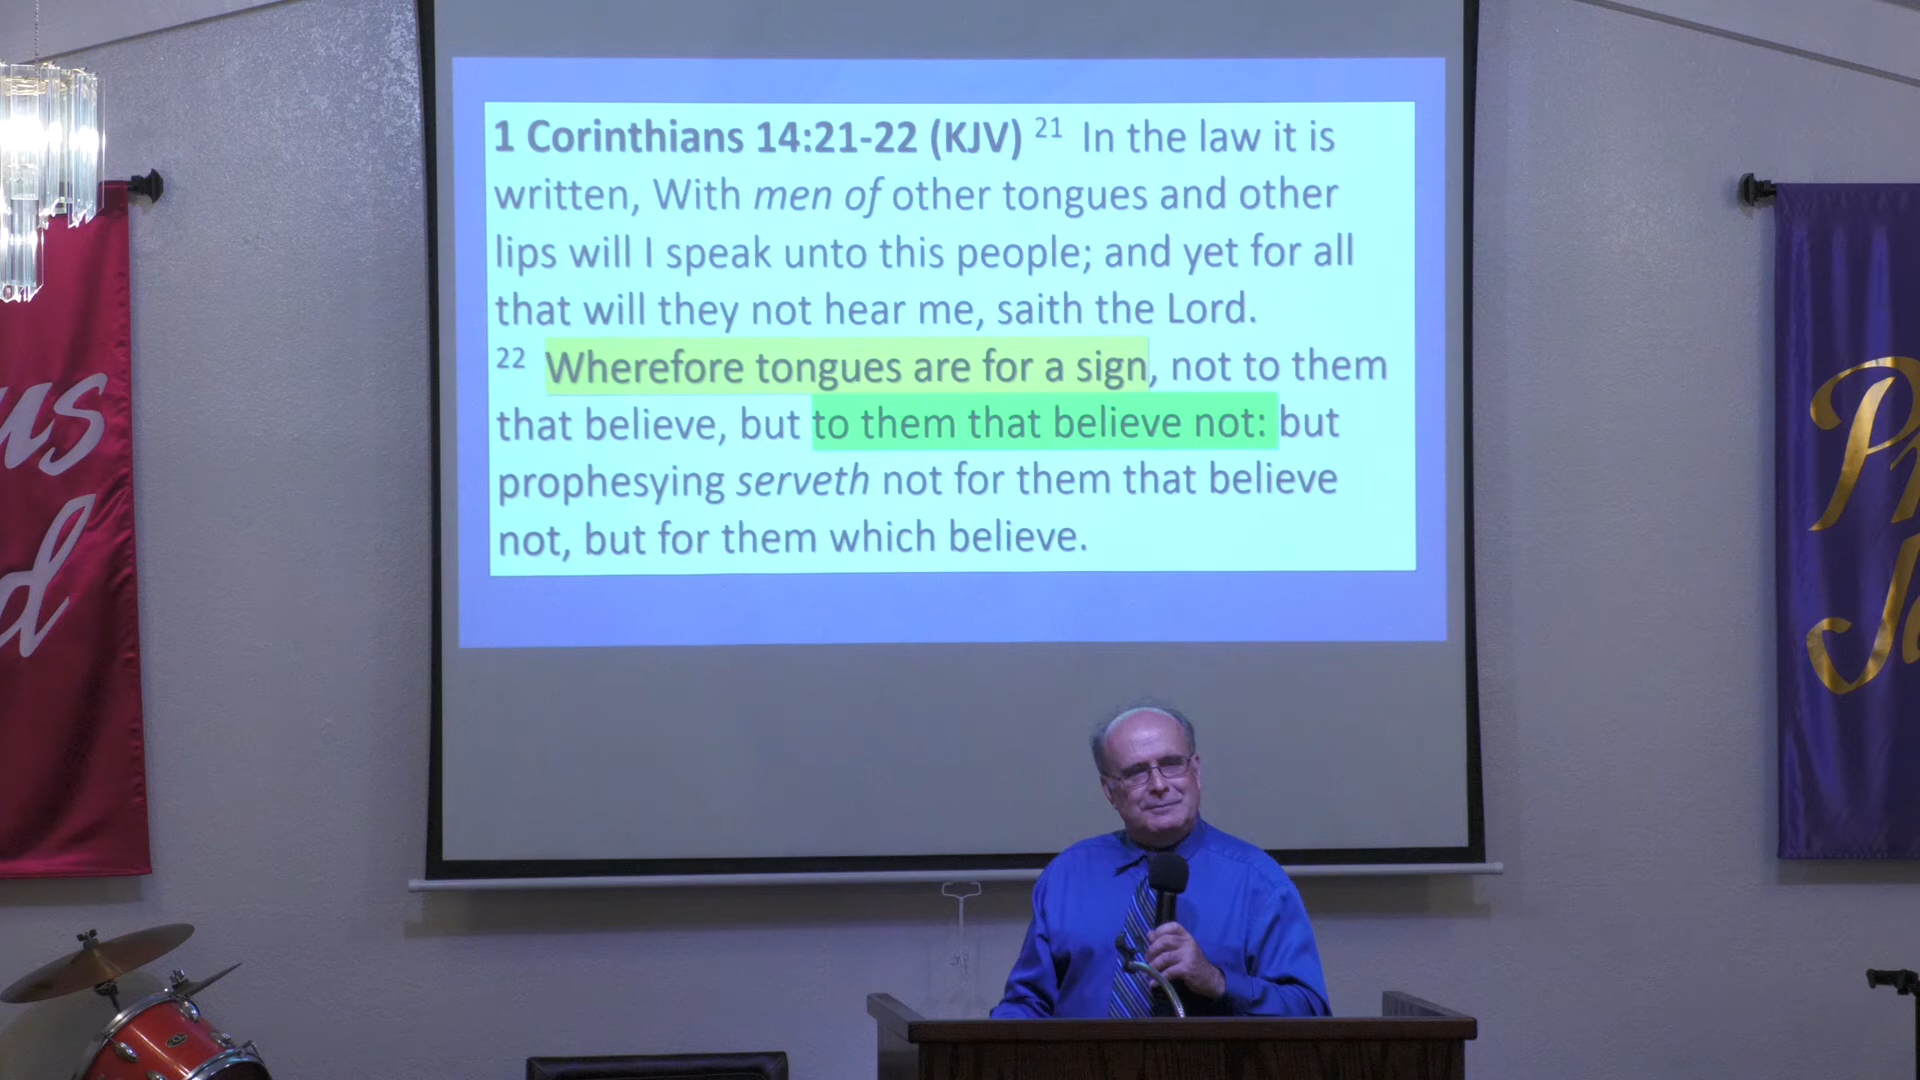 1 Corinthians 14:21-22 (KJV) 21 In the law it is
written, With men of other tongues and other
lips will I speak unto this people; and yet for all
that will they not hear me, saith the Lord.
22 Wherefore tongues are for a sign, not to them
that believe, but to them that believe not: but
prophesying serveth not for them that believe
not, but for them which believe.